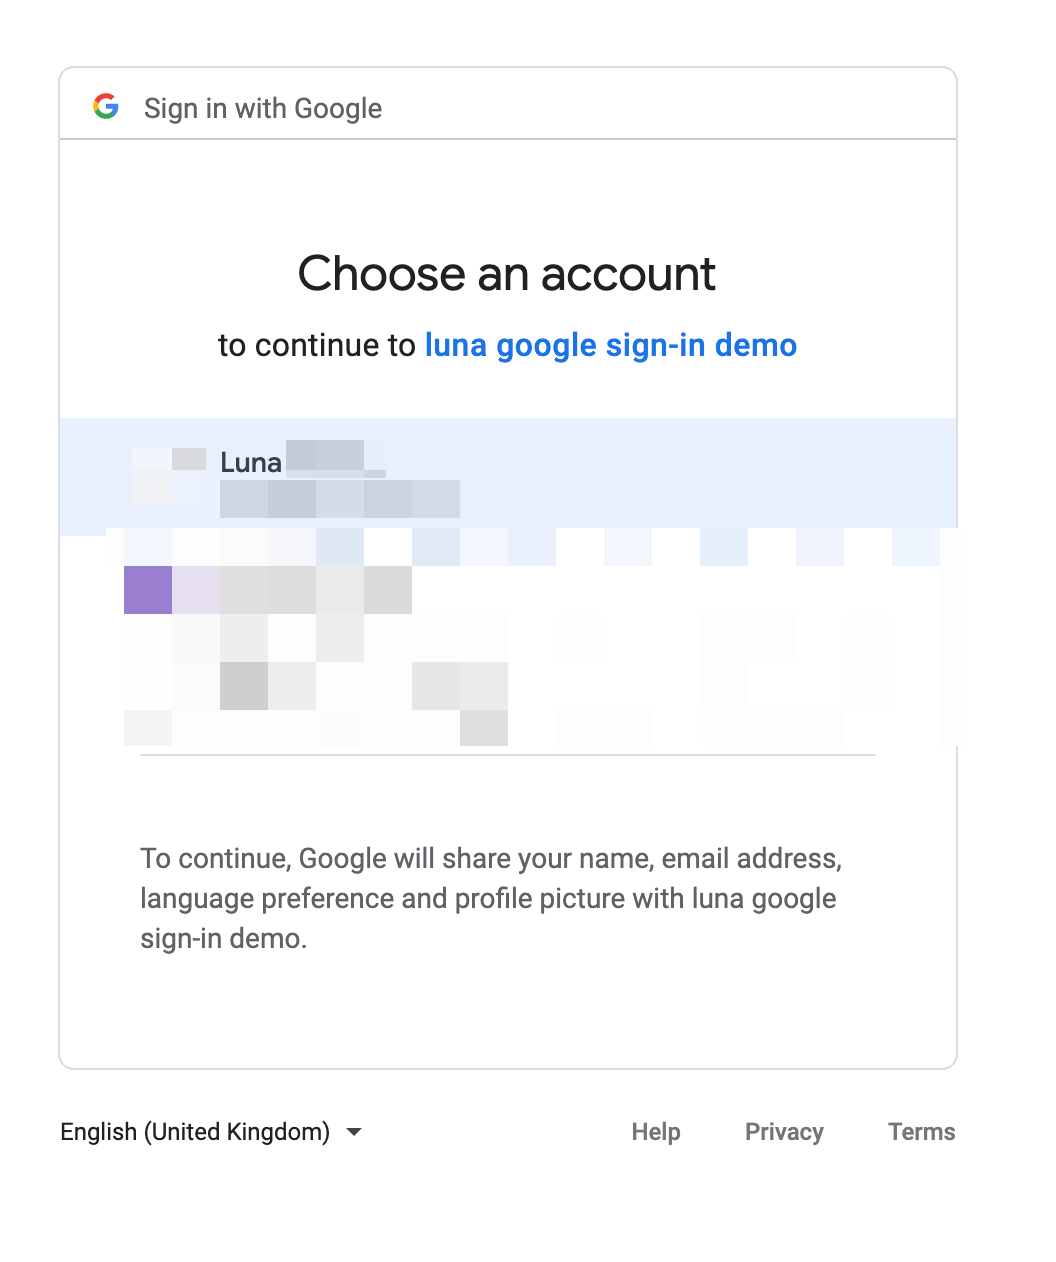 Sign in with Google
Choose an account
to continue to luna google sign-in demo
Luna
To continue, Google will share your name, email address,
language preference and profile picture with luna google
sign-in demo.
English (United Kingdom)
Help Privacy Terms